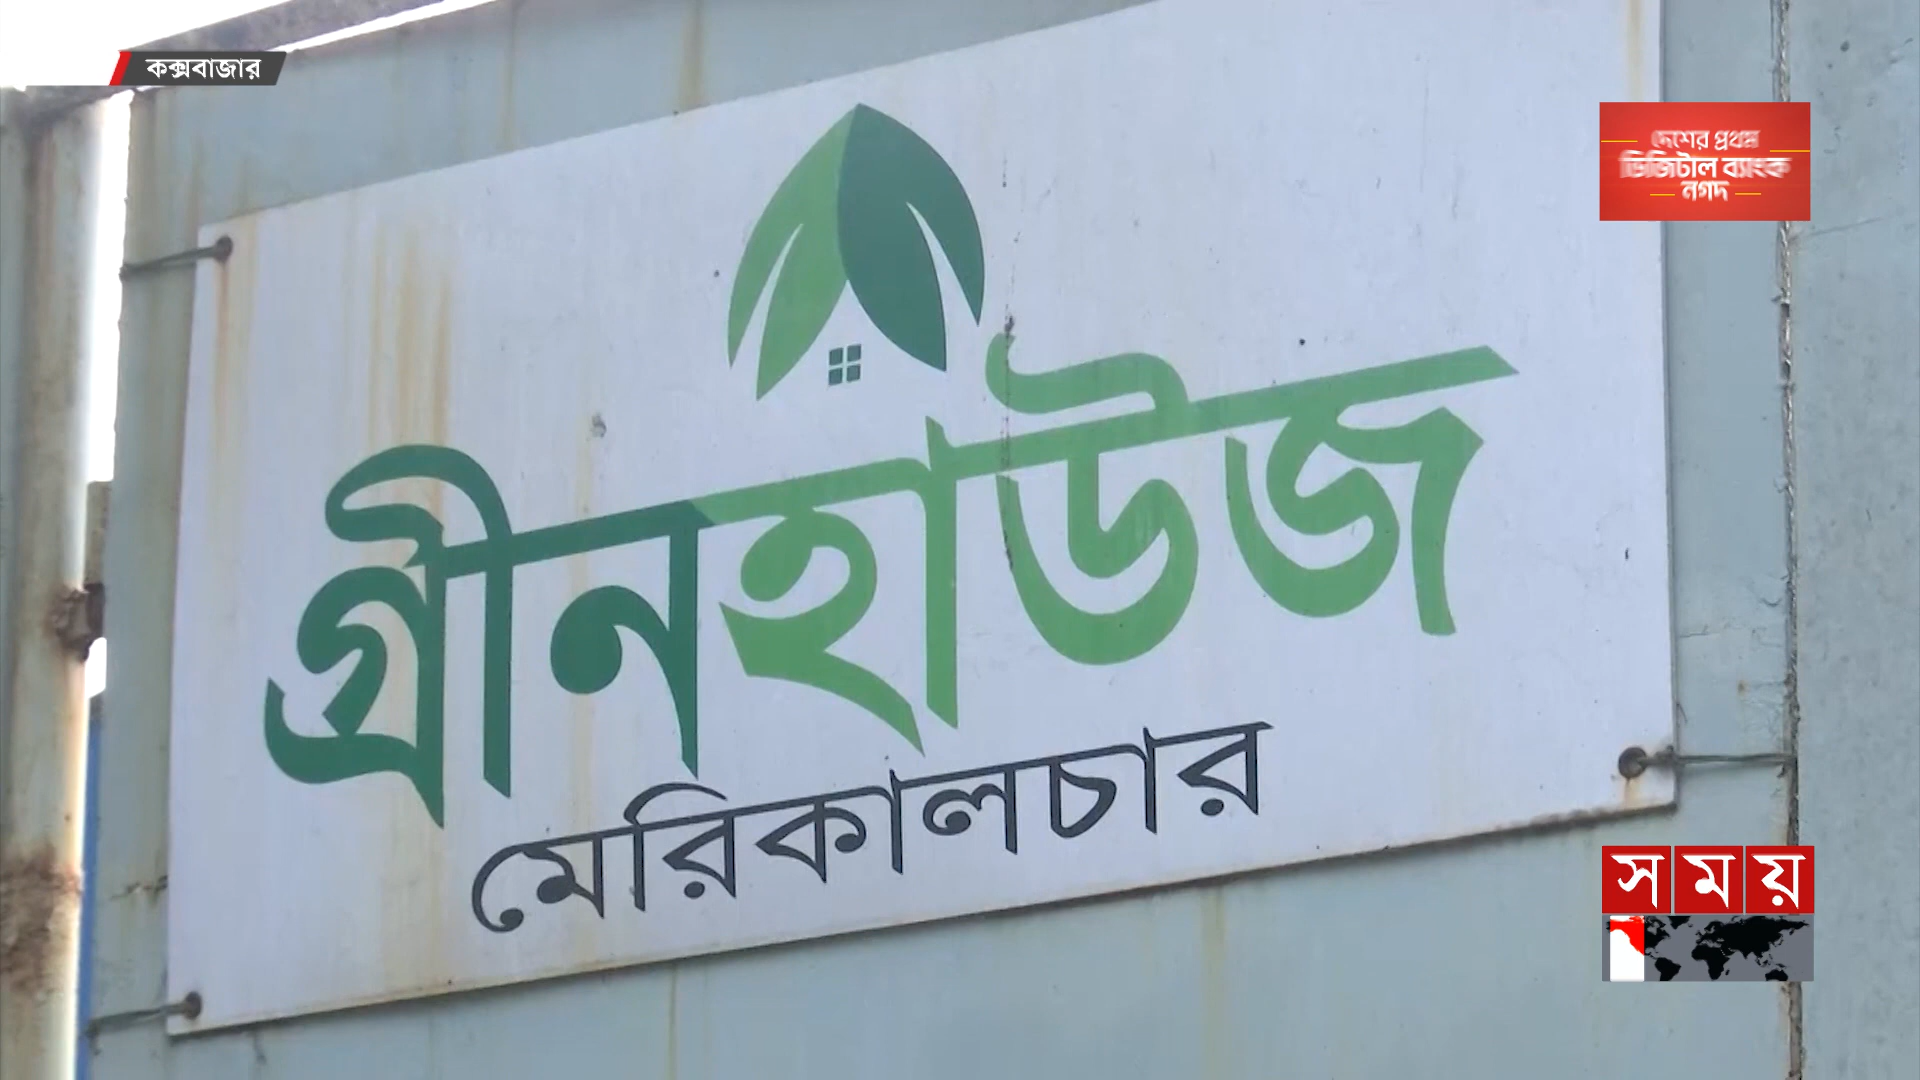 কক্সবাজার
দেশের প্রথম
ডিজিটাল ব্যাংক
নগদ
গ্রীনহাউজ
মেরিকালচার
সময়